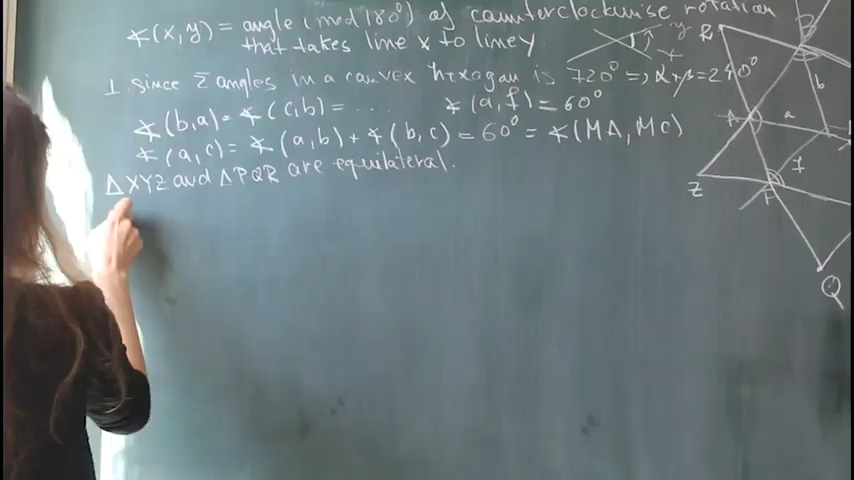 ∡(x,y) = angle (mod 180°) of counterclockwise rotation
that takes line x to line y
y
x
1. Since Σ angles in a convex hexagon is 720° => α+β=240°
∡(b,a) = ∡(c,b) = .... ∡(a,f) = 60°
∡(a,c) = ∡(a,b) + ∡(b,c) = 60° = ∡(MA, MC)
ΔXYZ and ΔPQR are equilateral.
R
B
b
A
a
f
Z
F
Q